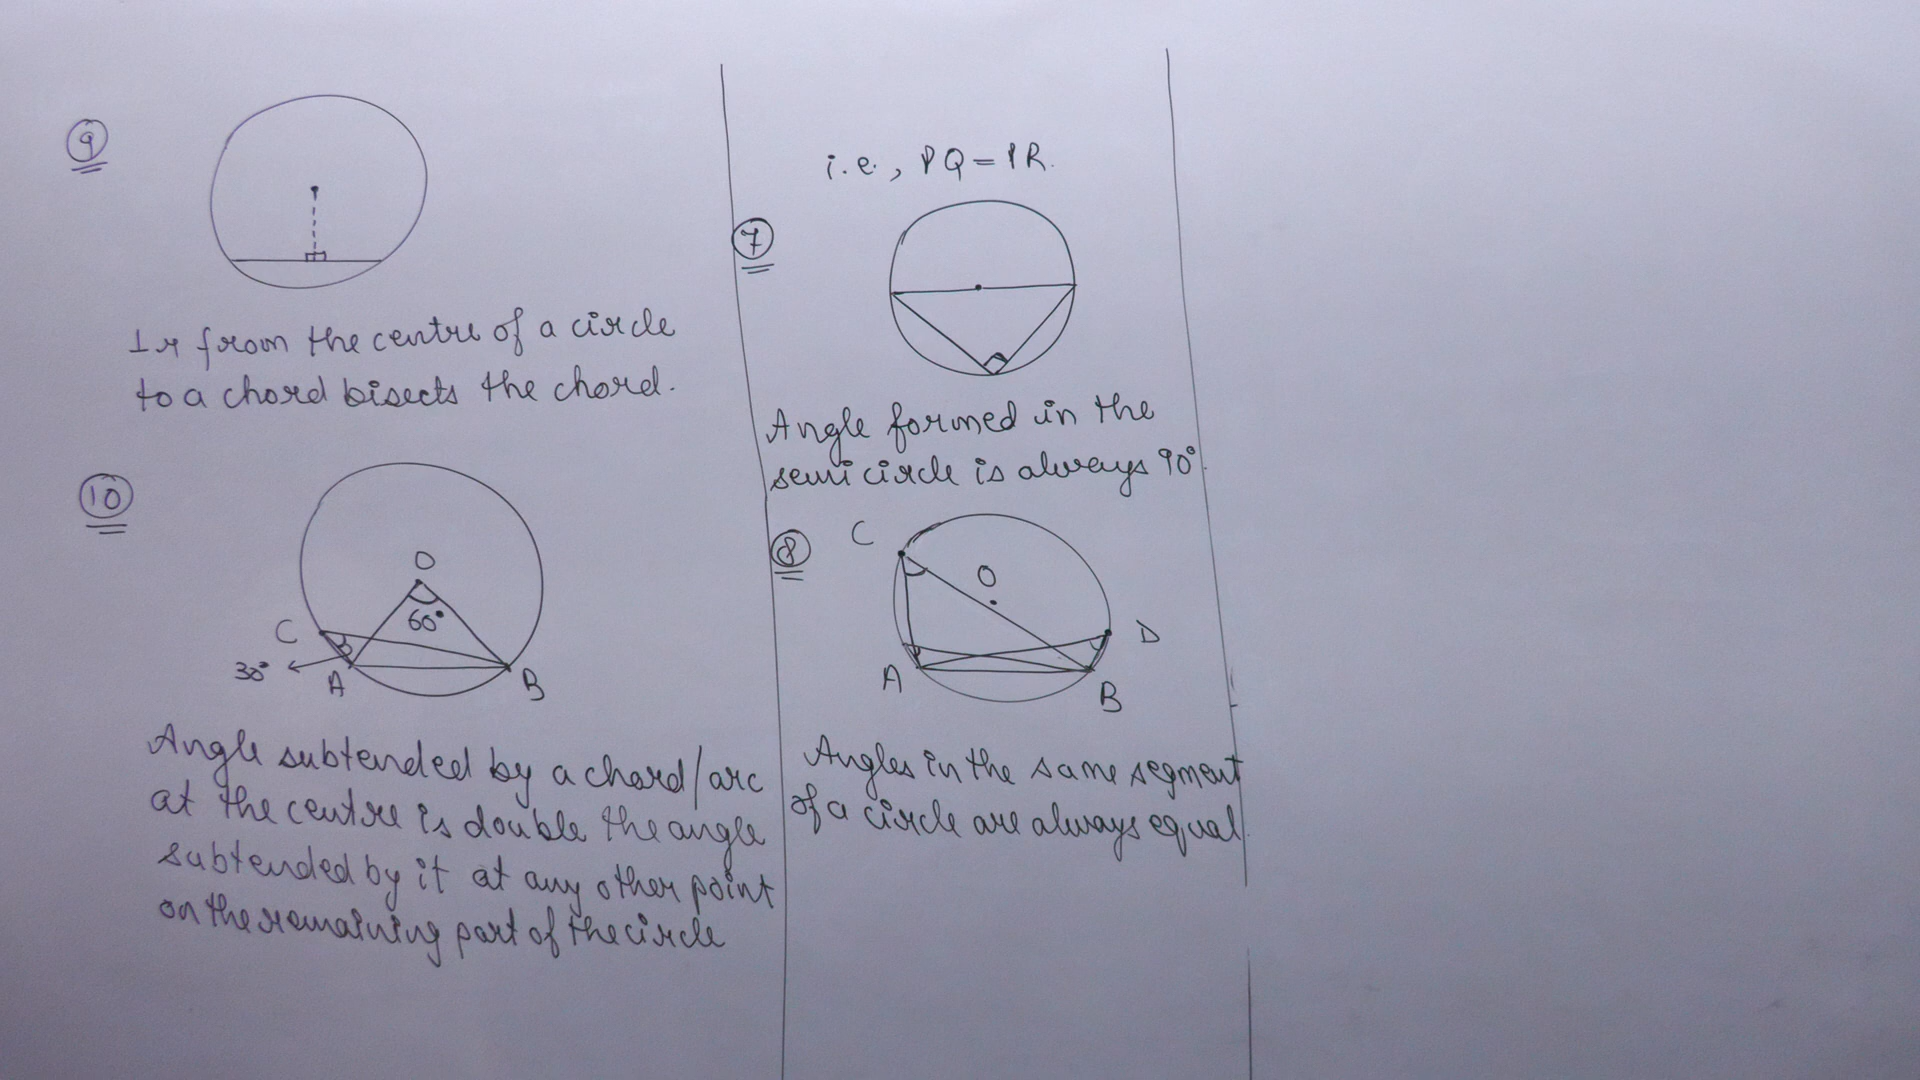 9
⊥r from the centre of a circle
to a chord bisects the chord.
10
O
60°
C
30°
A
B
Angle subtended by a chord/arc
at the centre is double the angle
subtended by it at any other point
on the remaining part of the circle
i.e., PQ = PR.
7
Angle formed in the
semi circle is always 90°.
8
C
O
D
A
B
Angles in the same segment
of a circle are always equal.